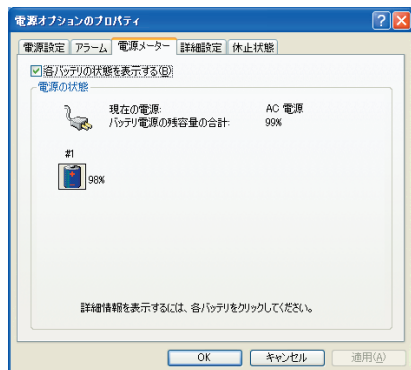 電源オプションのプロパティ
電源設定 アラーム 電源メーター 詳細設定 休止状態
各バッテリの状態を表示する(B)
電源の状態
現在の電源: AC 電源
バッテリ電源の残容量の合計: 99%
#1
98%
詳細情報を表示するには、各バッテリをクリックしてください。
OK キャンセル 適用(A)